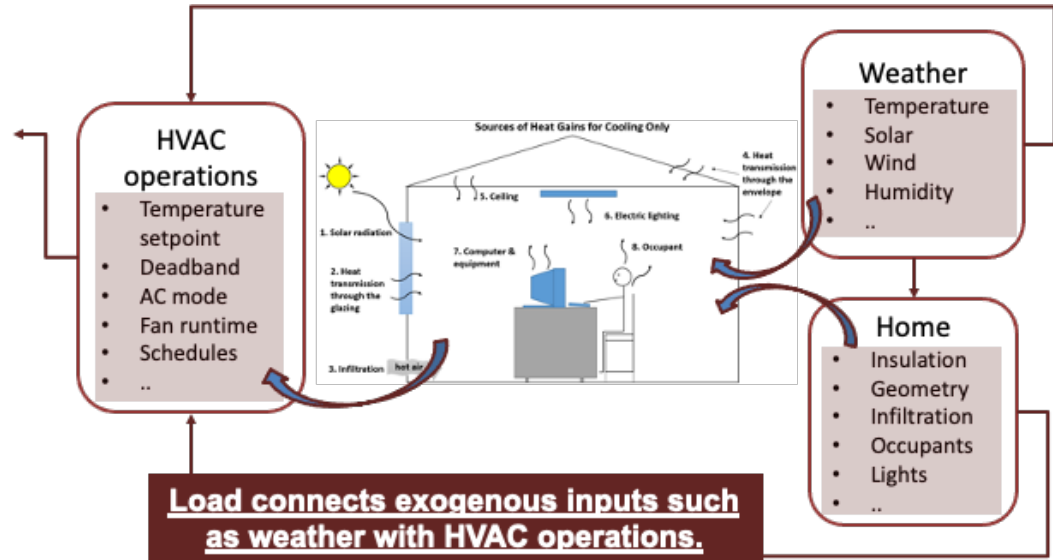 HVAC
operations
• Temperature
setpoint
• Deadband
• AC mode
• Fan runtime
• Schedules
• ..
Sources of Heat Gains for Cooling Only
1. Solar radiation
2. Heat
transmission
through the
glazing
3. Infiltration
hot air
4. Heat
transmission
through the
envelope
5. Ceiling
6. Electric lighting
7. Computer &
equipment
8. Occupant
Weather
• Temperature
• Solar
• Wind
• Humidity
• ..
Home
• Insulation
• Geometry
• Infiltration
• Occupants
• Lights
• ..
Load connects exogenous inputs such
as weather with HVAC operations.